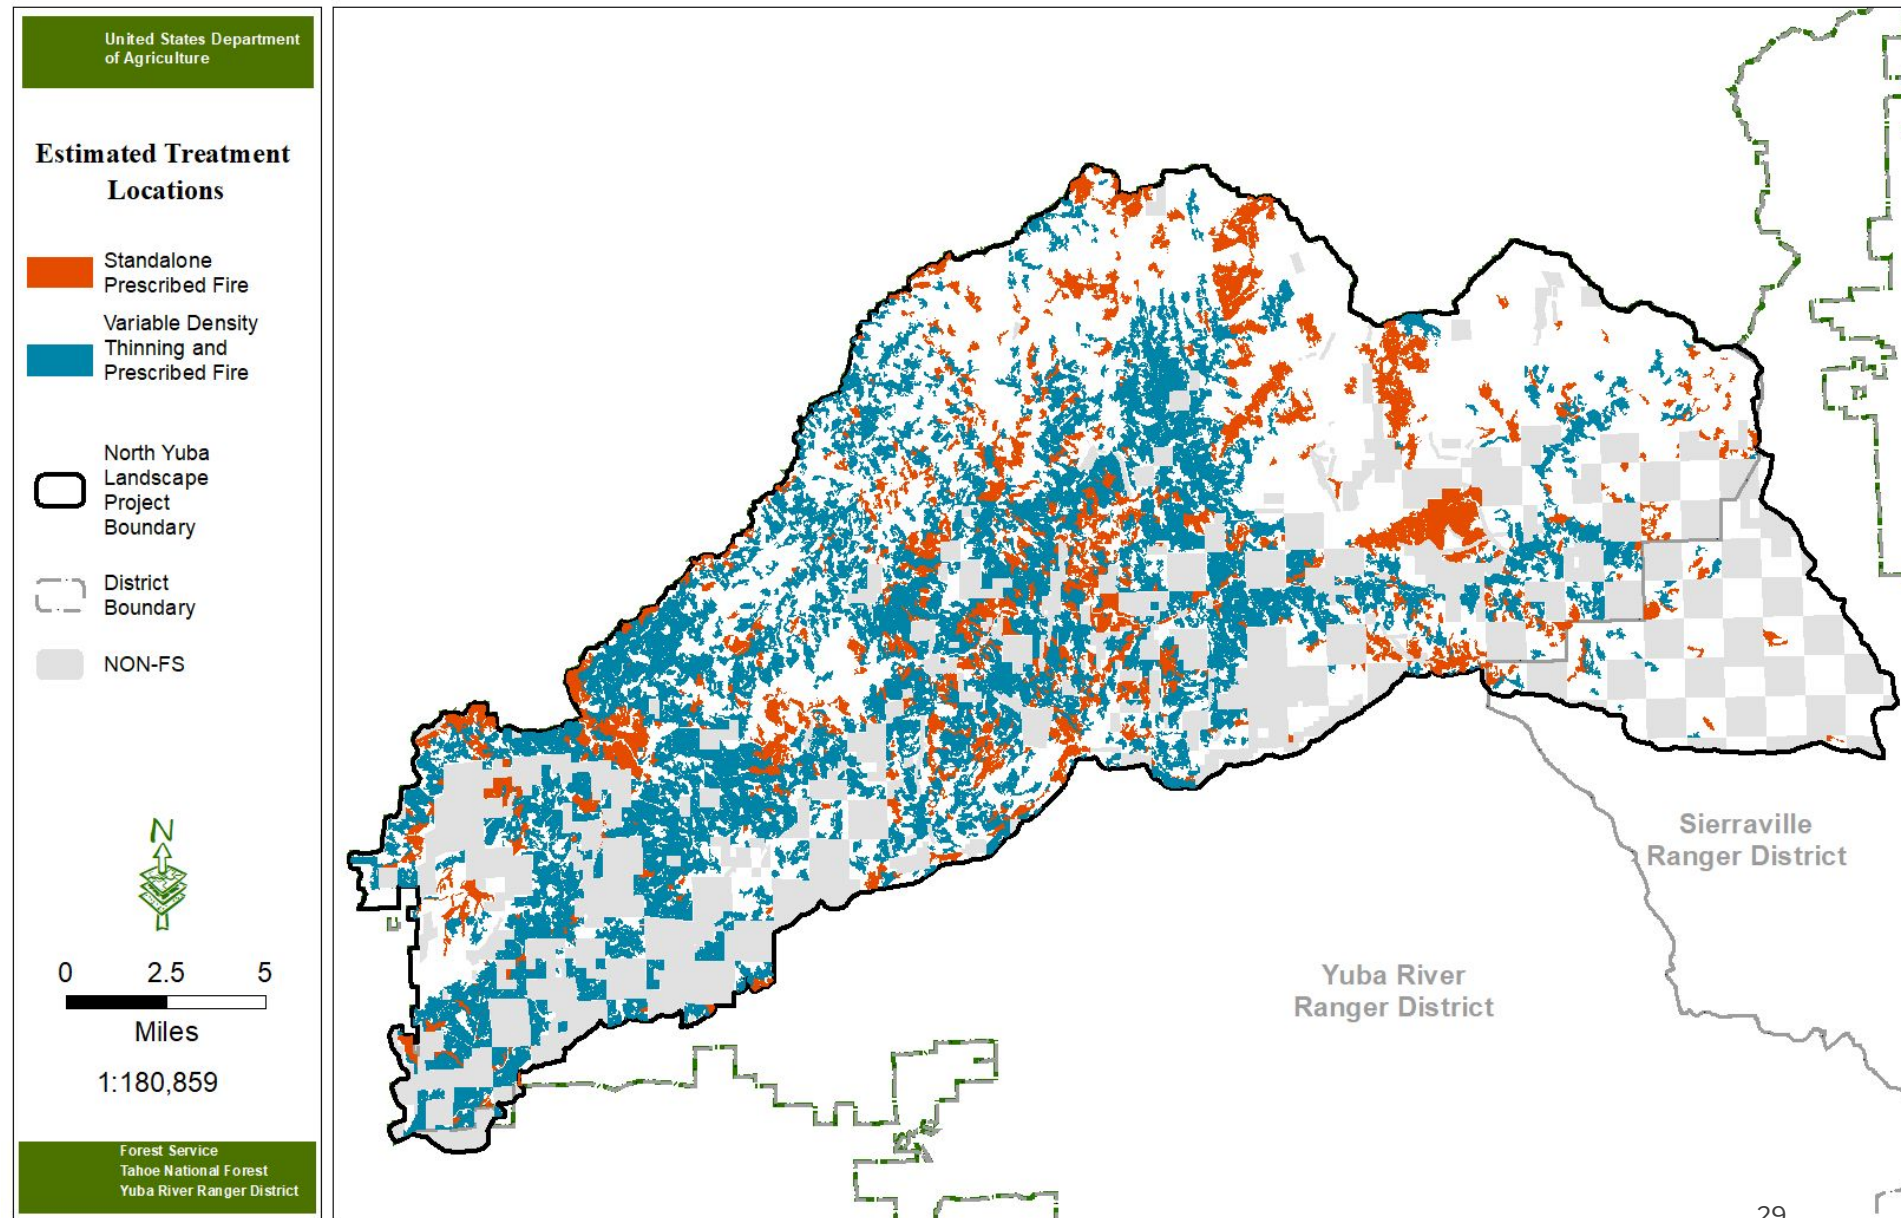 United States Department
of Agriculture
Estimated Treatment
Locations
Standalone
Prescribed Fire
Variable Density
Thinning and
Prescribed Fire
North Yuba
Landscape
Project
Boundary
District
Boundary
NON-FS
N
0 2.5 5
Miles
1:180,859
Forest Service
Tahoe National Forest
Yuba River Ranger District
Sierraville
Ranger District
Yuba River
Ranger District
29